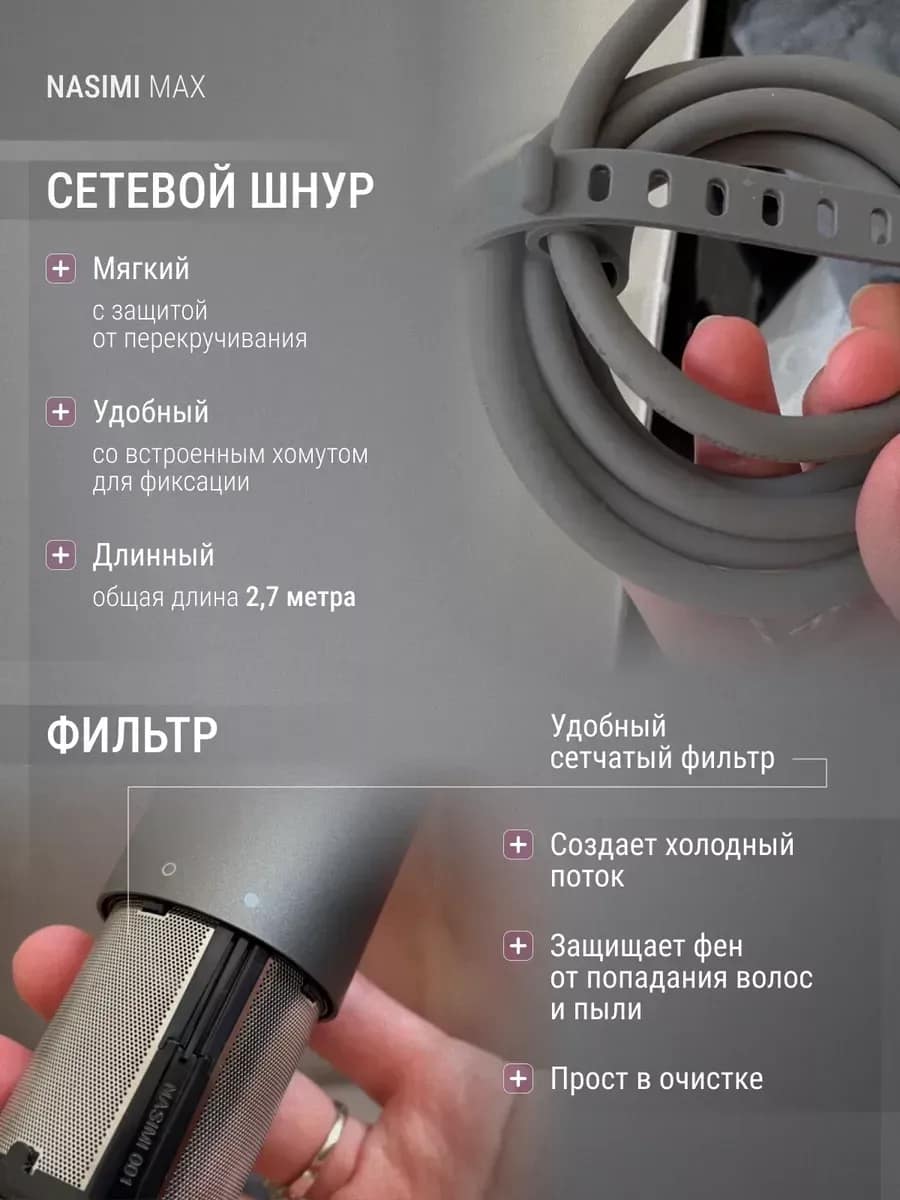 NASIMI MAX
СЕТЕВОЙ ШНУР
Мягкий
с защитой
от перекручивания
Удобный
со встроенным хомутом
для фиксации
Длинный
общая длина 2,7 метра
ФИЛЬТР
Удобный
сетчатый фильтр
Создает холодный
поток
Защищает фен
от попадания волос
и пыли
Прост в очистке
NASIMI 001